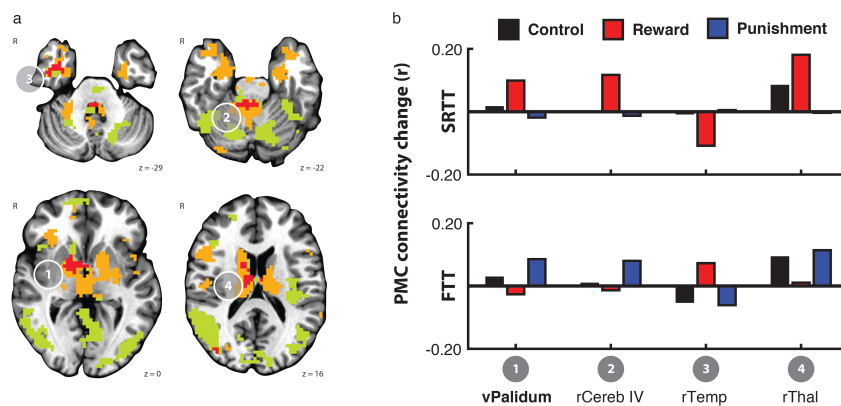 a
R
3
z = -29
2
z = -22
R
1
z = 0
R
4
z = 16
b
Control Reward Punishment
PMC connectivity change (r)
SRTT
0.20
-0.20
FTT
0.20
-0.20
1 2 3 4
vPalidum rCereb IV rTemp rThal